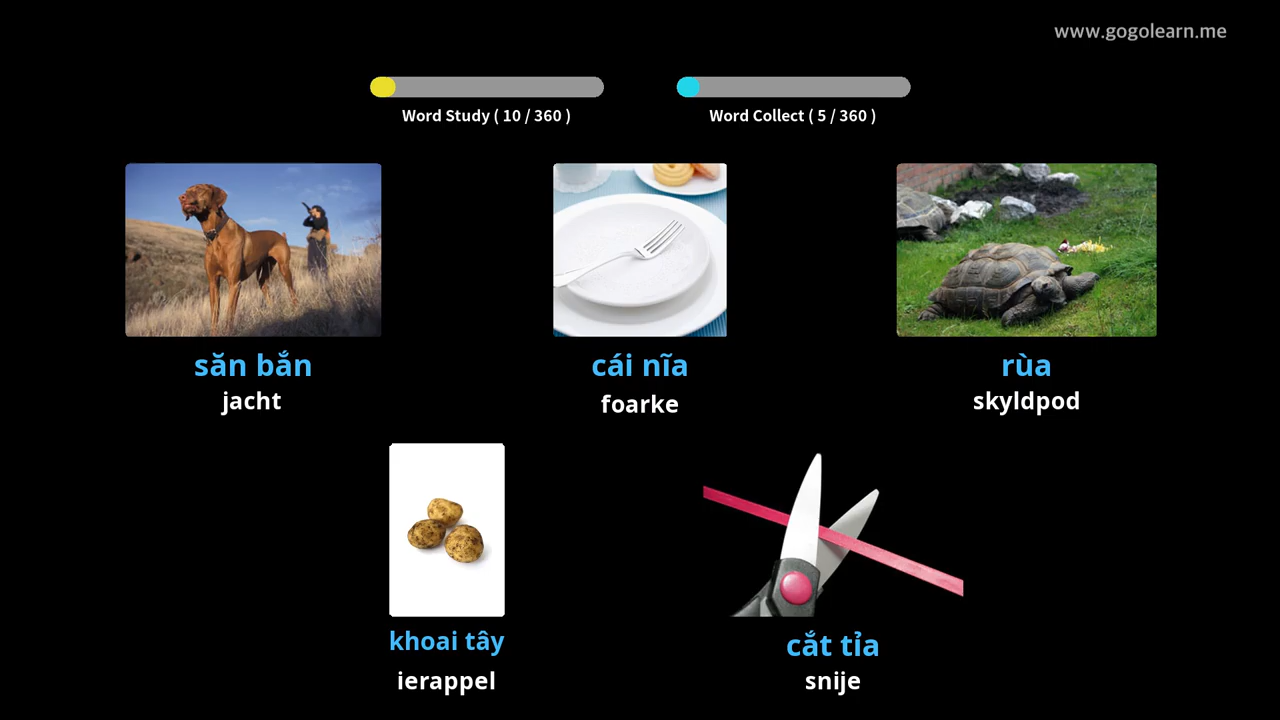 www.gogolearn.me
Word Study ( 10 / 360 )
Word Collect ( 5 / 360 )
săn bắn
jacht
cái nĩa
foarke
rùa
skyldpod
khoai tây
ierappel
cắt tỉa
snije